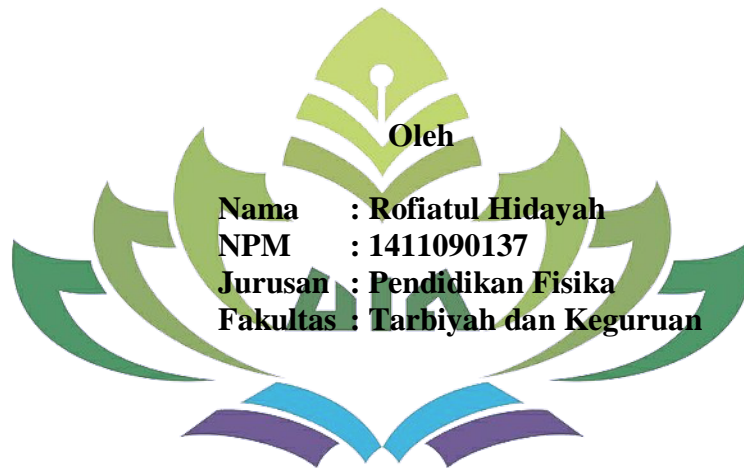 Oleh
Nama : Rofiatul Hidayah
NPM : 1411090137
Jurusan : Pendidikan Fisika
Fakultas : Tarbiyah dan Keguruan